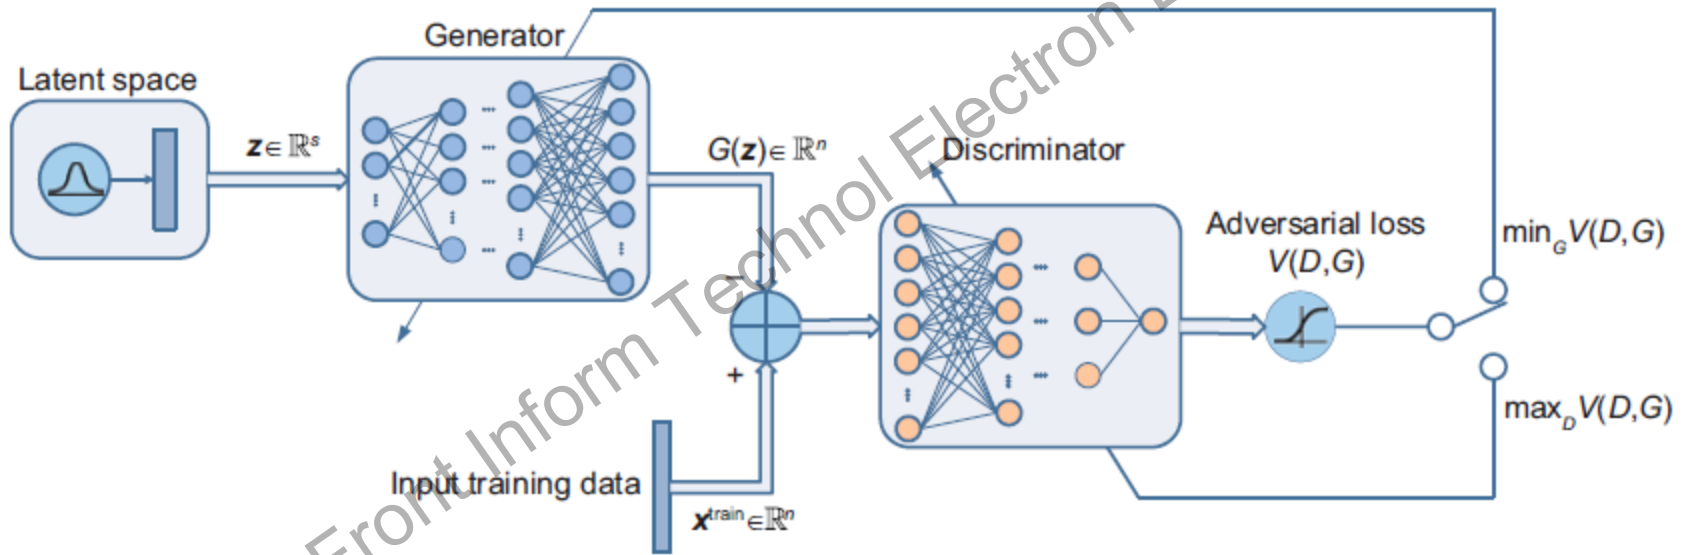 Generator
Latent space
z∈ℝˢ
G(z)∈ℝⁿ
Discriminator
Adversarial loss
V(D,G)
min_G V(D,G)
−
+
max_D V(D,G)
Input training data
x^train∈ℝⁿ
Front Inform Technol Electron